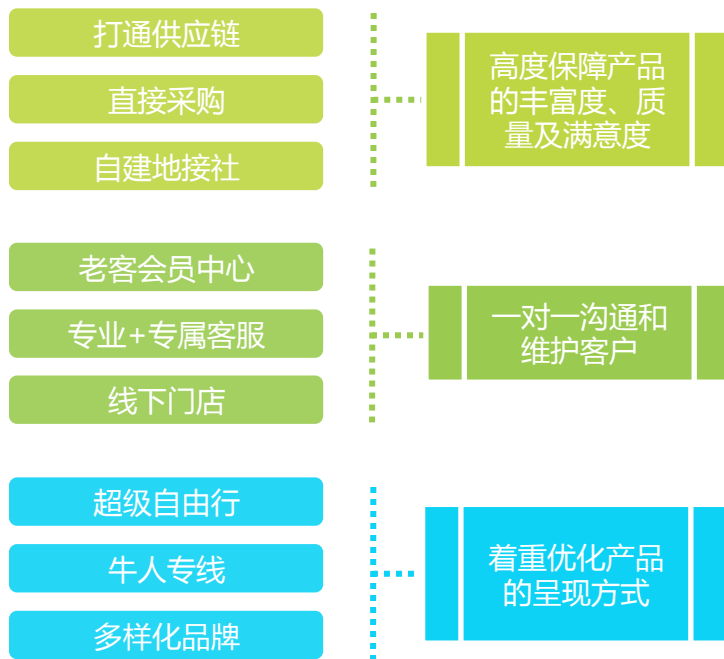 打通供应链
直接采购
自建地接社
高度保障产品
的丰富度、质
量及满意度
老客会员中心
专业+专属客服
线下门店
一对一沟通和
维护客户
超级自由行
牛人专线
多样化品牌
着重优化产品
的呈现方式